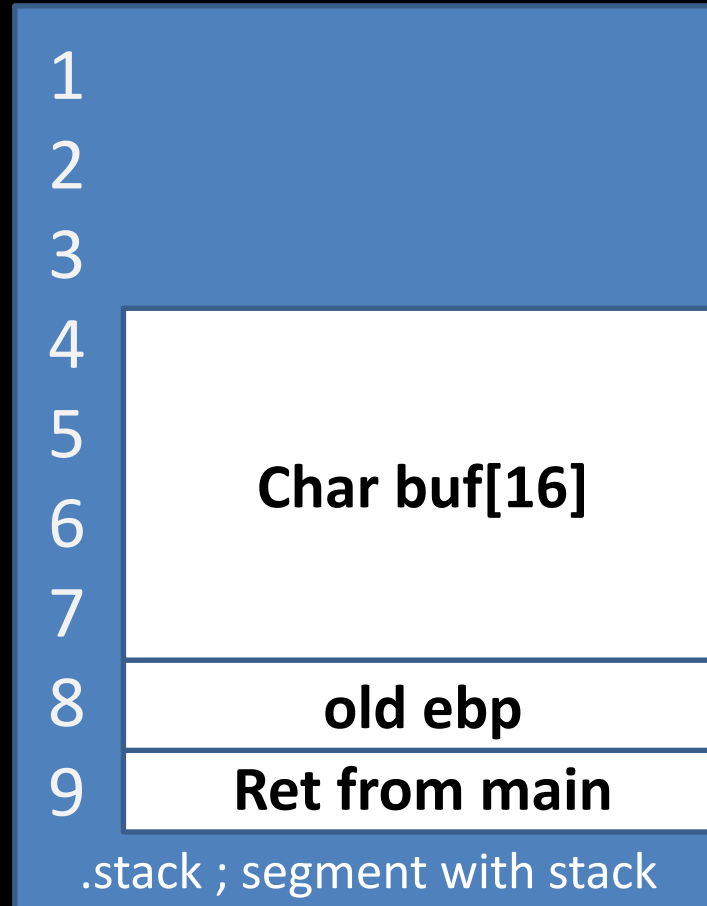 1
2
3
4
5
Char buf[16]
6
7
8 old ebp
9 Ret from main
.stack ; segment with stack